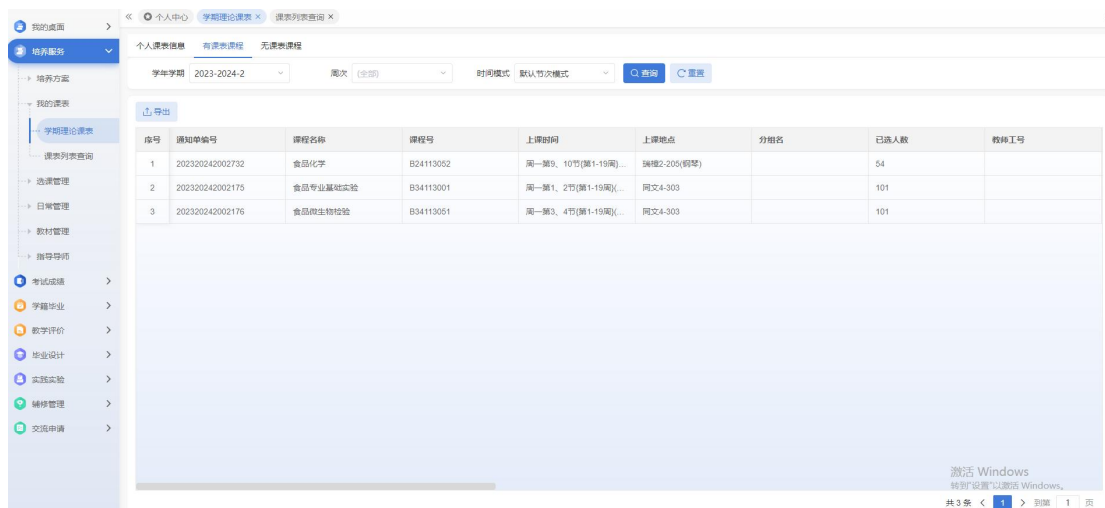 我的桌面
培养服务
培养方案
我的课表
学期理论课表
课表列表查询
选课管理
日常管理
教材管理
指导导师
考试成绩
学籍毕业
教学评价
毕业设计
实践实验
辅修管理
交流申请
个人中心 学期理论课表 × 课表列表查询 ×
个人课表信息 有课表课程 无课表课程
学年学期 2023-2024-2 周次 (全部) 时间模式 默认节次模式 查询 重置
导出
序号 通知单编号 课程名称 课程号 上课时间 上课地点 分组名 已选人数 教师工号
1 202320242002732 食品化学 B24113052 周一第9、10节{第1-19周}... 瑞樟2-205(钢琴) 54
2 202320242002175 食品专业基础实验 B34113001 周一第1、2节{第1-19周}(... 同文4-303 101
3 202320242002176 食品微生物检验 B34113051 周一第3、4节{第1-19周}(... 同文4-303 101
激活 Windows
转到"设置"以激活 Windows。
共 3 条 < 1 > 到第 1 页